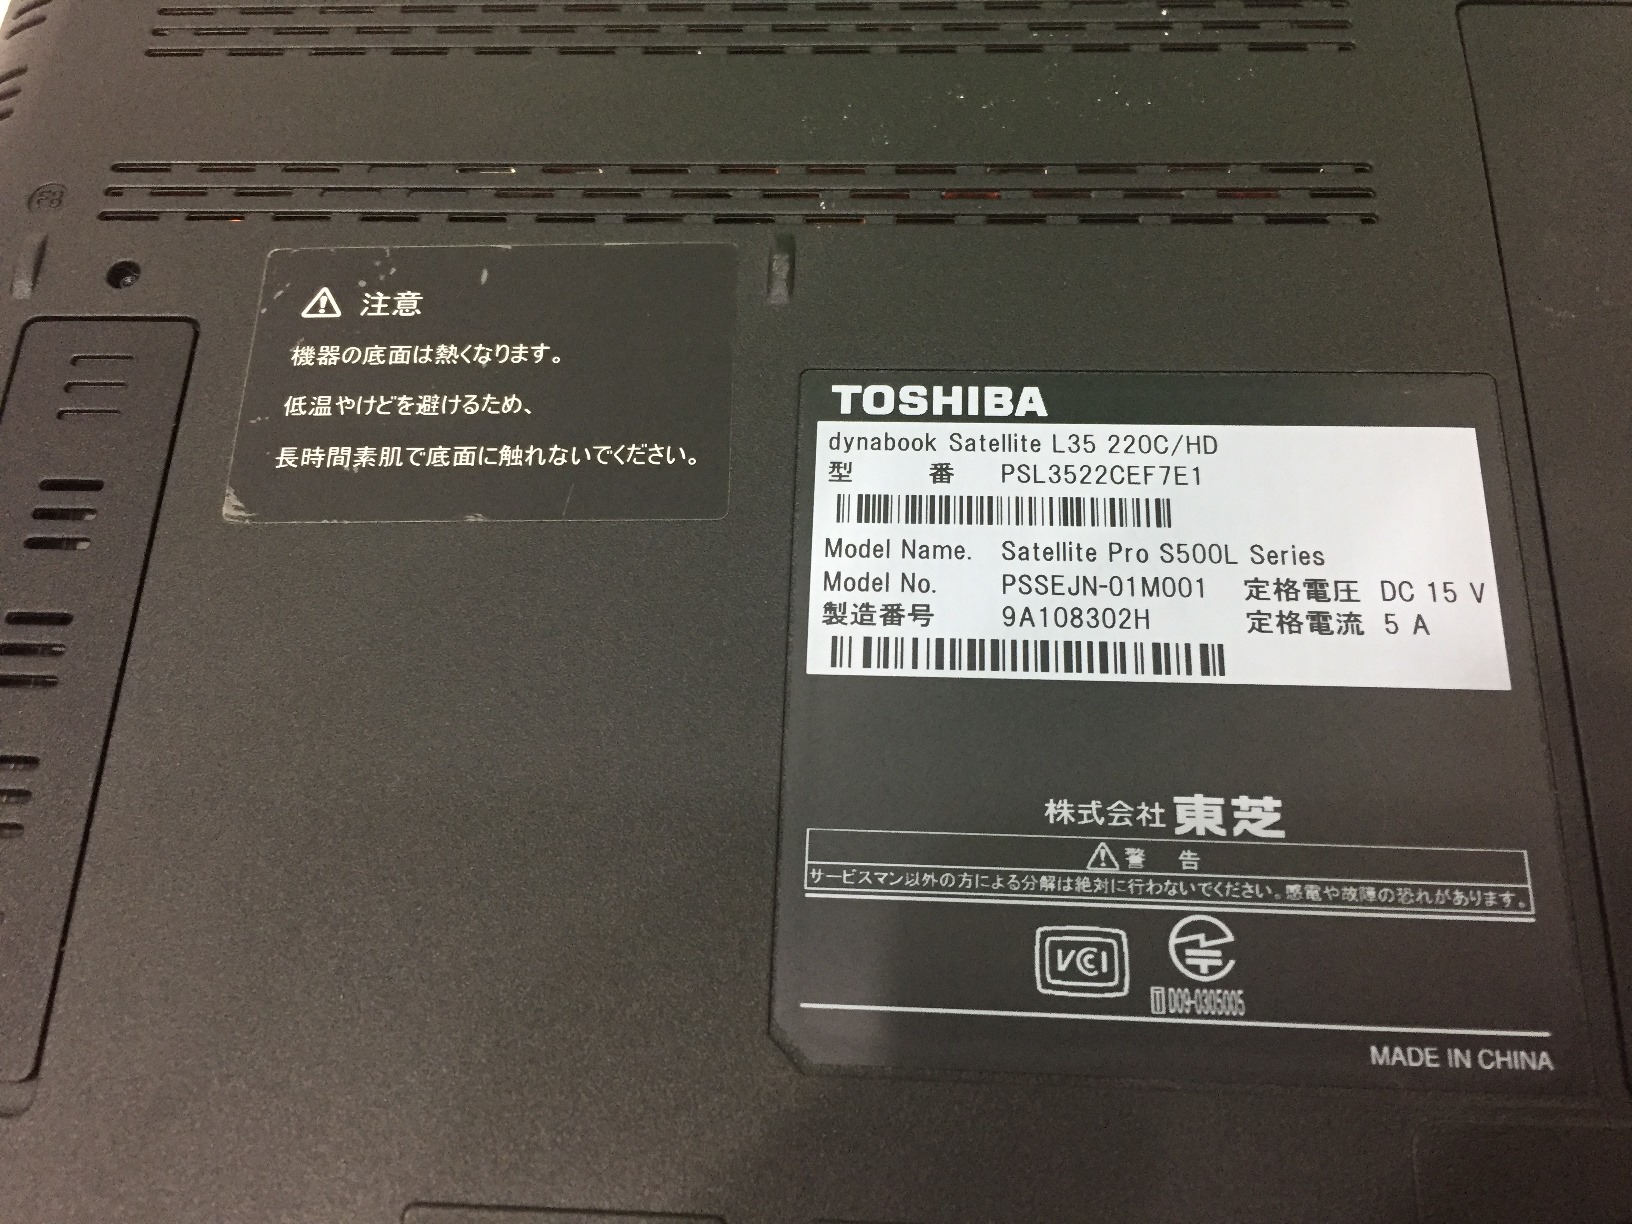 注意
機器の底面は熱くなります。
低温やけどを避けるため、
長時間素肌で底面に触れないでください。
TOSHIBA
dynabook Satellite L35 220C/HD
型番 PSL3522CEF7E1
Model Name. Satellite Pro S500L Series
Model No. PSSEJN-01M001 定格電圧 DC 15 V
製造番号 9A108302H 定格電流 5 A
株式会社 東芝
警告
サービスマン以外の方による分解は絶対に行わないでください。感電や故障の恐れがあります。
VCCI
T D09-0305005
MADE IN CHINA